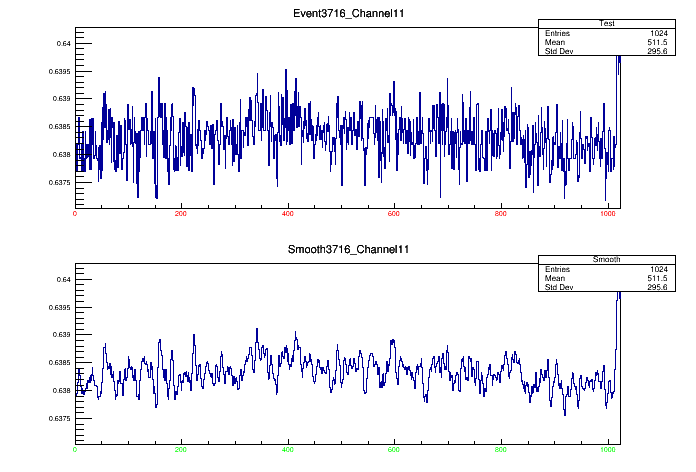 Event3716_Channel11
Test
Entries 1024
Mean 511.5
Std Dev 295.6
0.64
0.6395
0.639
0.6385
0.638
0.6375
0 200 400 600 800 1000
Smooth3716_Channel11
Smooth
Entries 1024
Mean 511.5
Std Dev 295.6
0.64
0.6395
0.639
0.6385
0.638
0.6375
0 200 400 600 800 1000